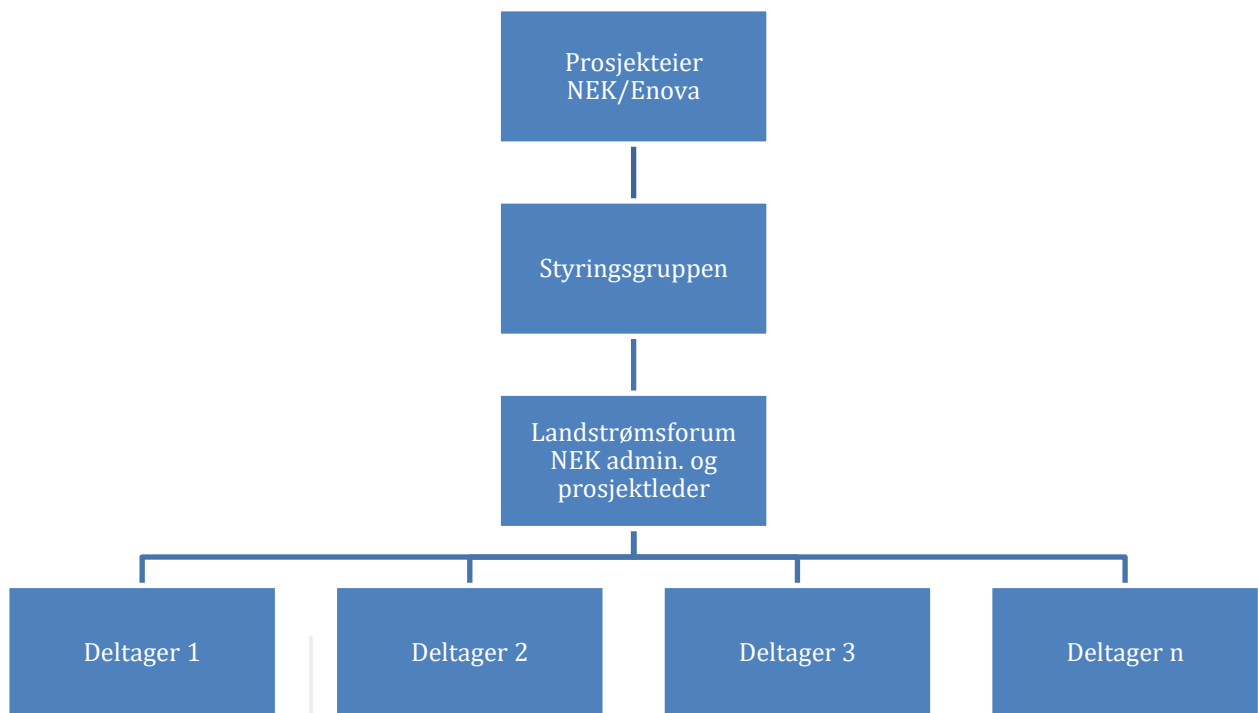 Prosjekteier
NEK/Enova
Styringsgruppen
Landstrømsforum
NEK admin. og
prosjektleder
Deltager 1
Deltager 2
Deltager 3
Deltager n